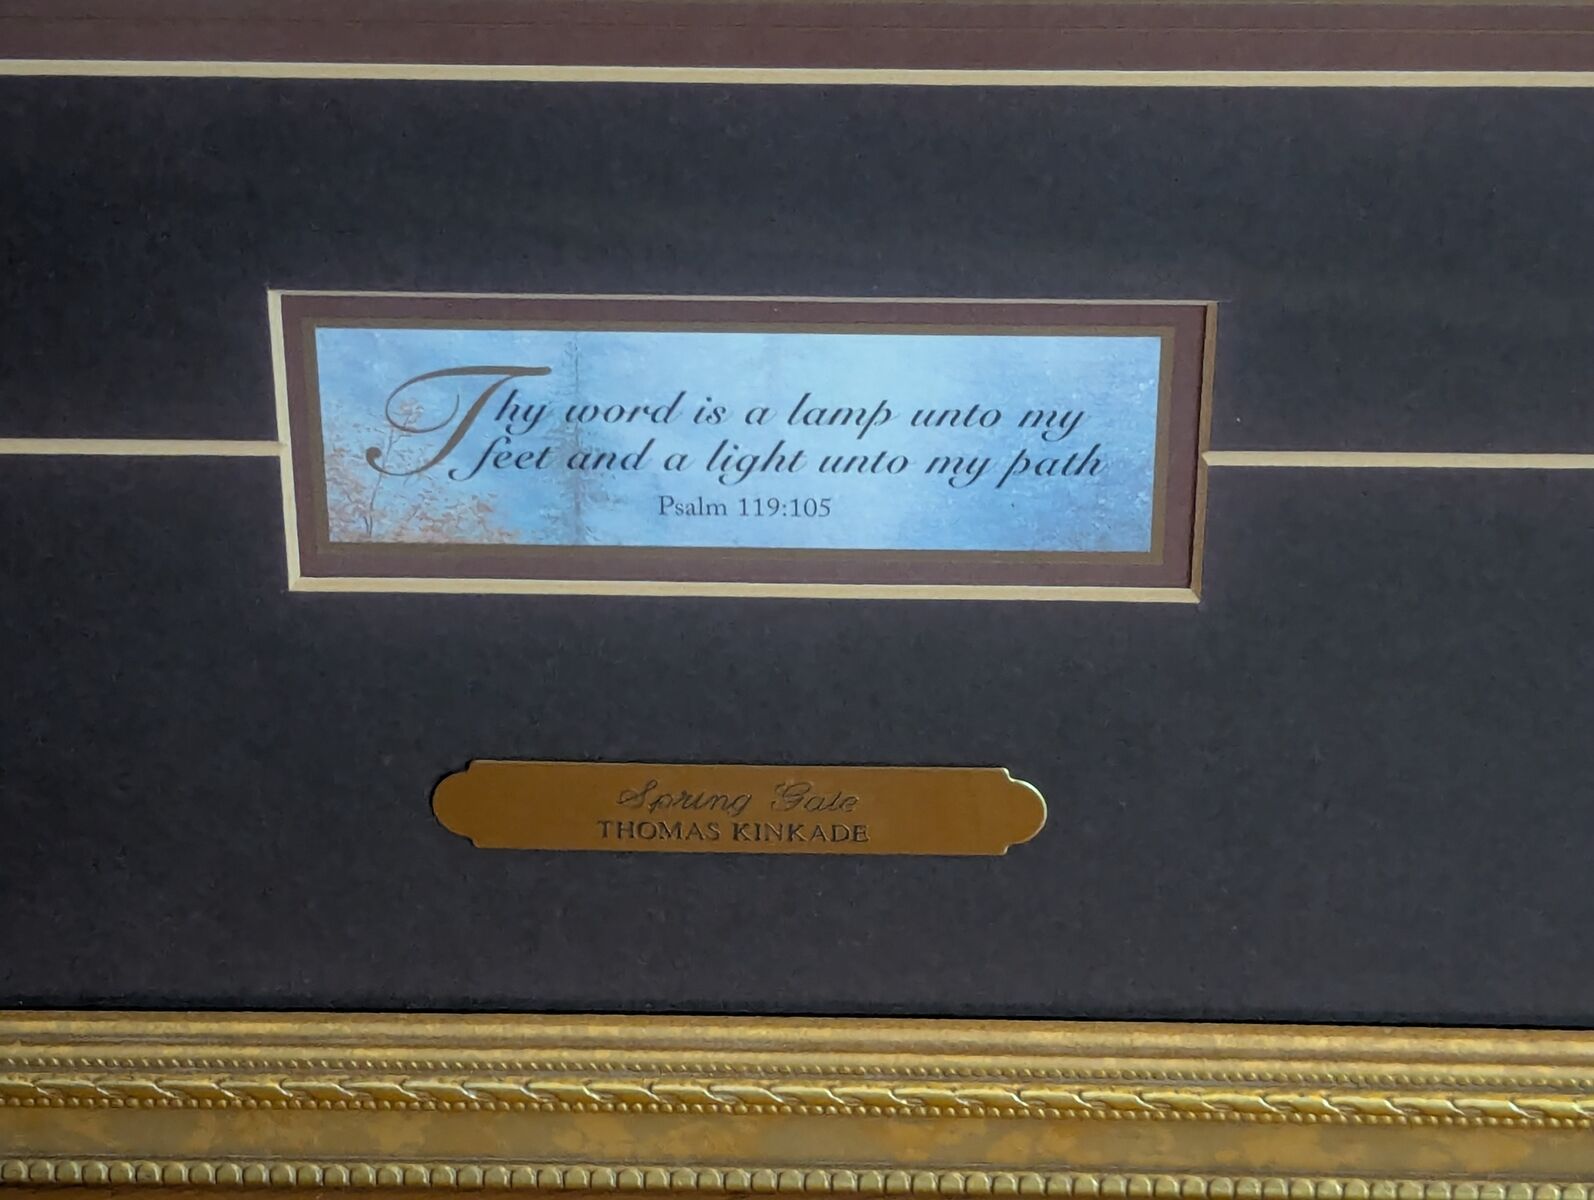 Thy word is a lamp unto my
feet and a light unto my path
Psalm 119:105
Spring Gate
THOMAS KINKADE